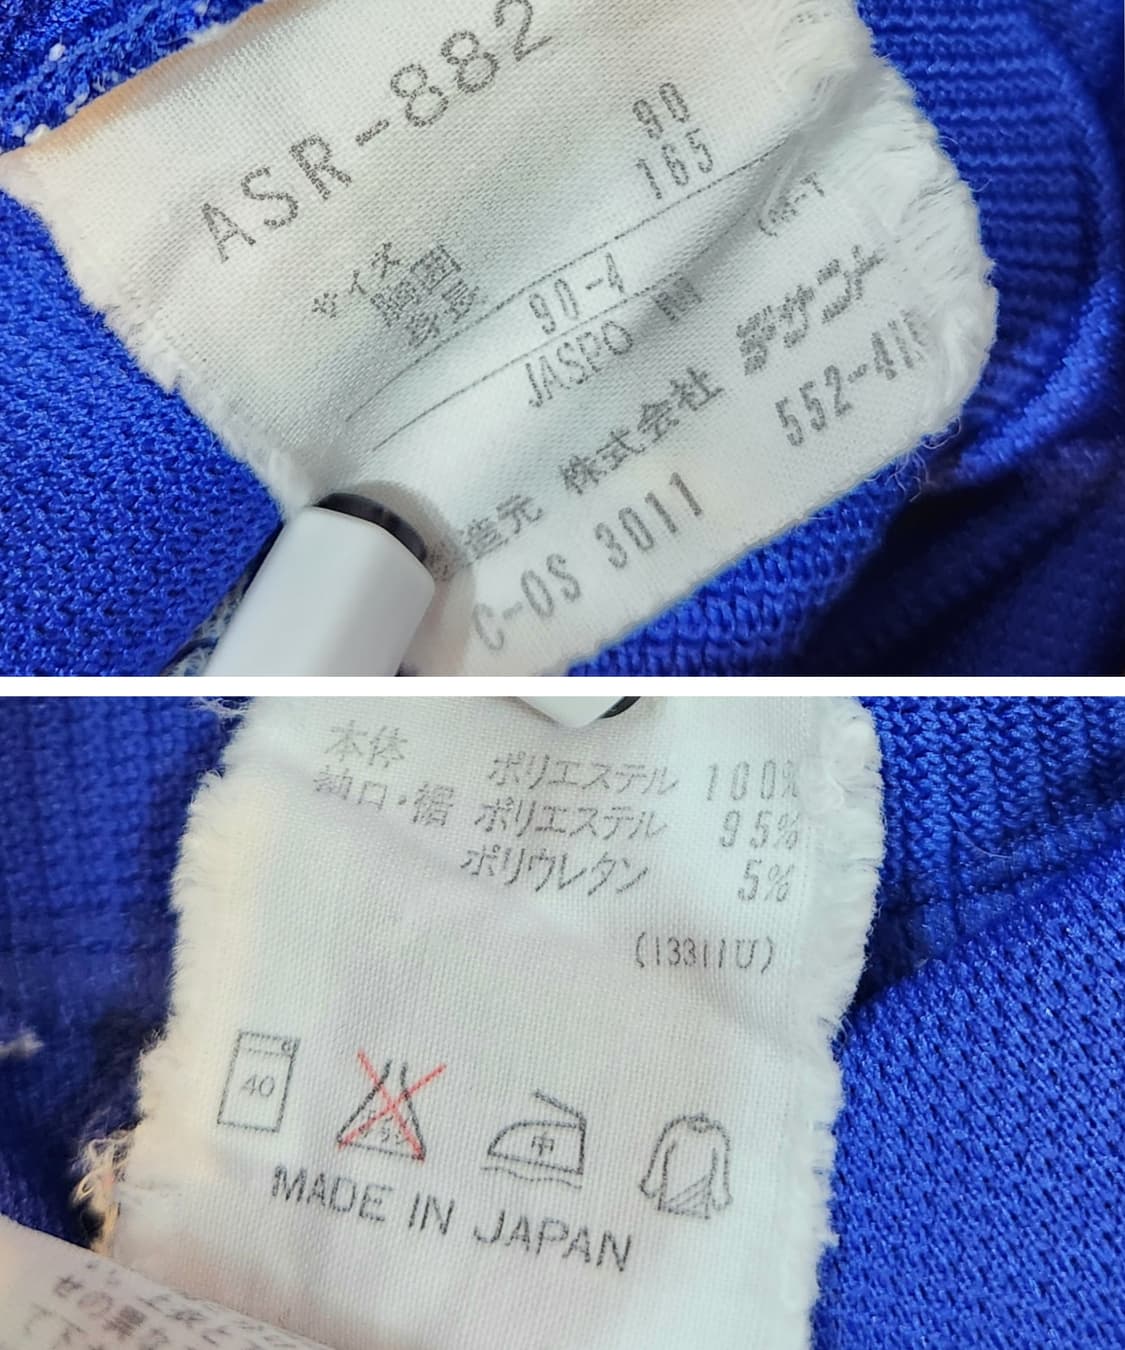 ASR-882
サイズ
胸囲 90
身長 165
90-4
JASPO
造元 株式会社 デサント
C-OS 3011 552-41
本体 ポリエステル 100%
袖口・裾 ポリエステル 95%
ポリウレタン 5%
(13311U)
40
中
MADE IN JAPAN